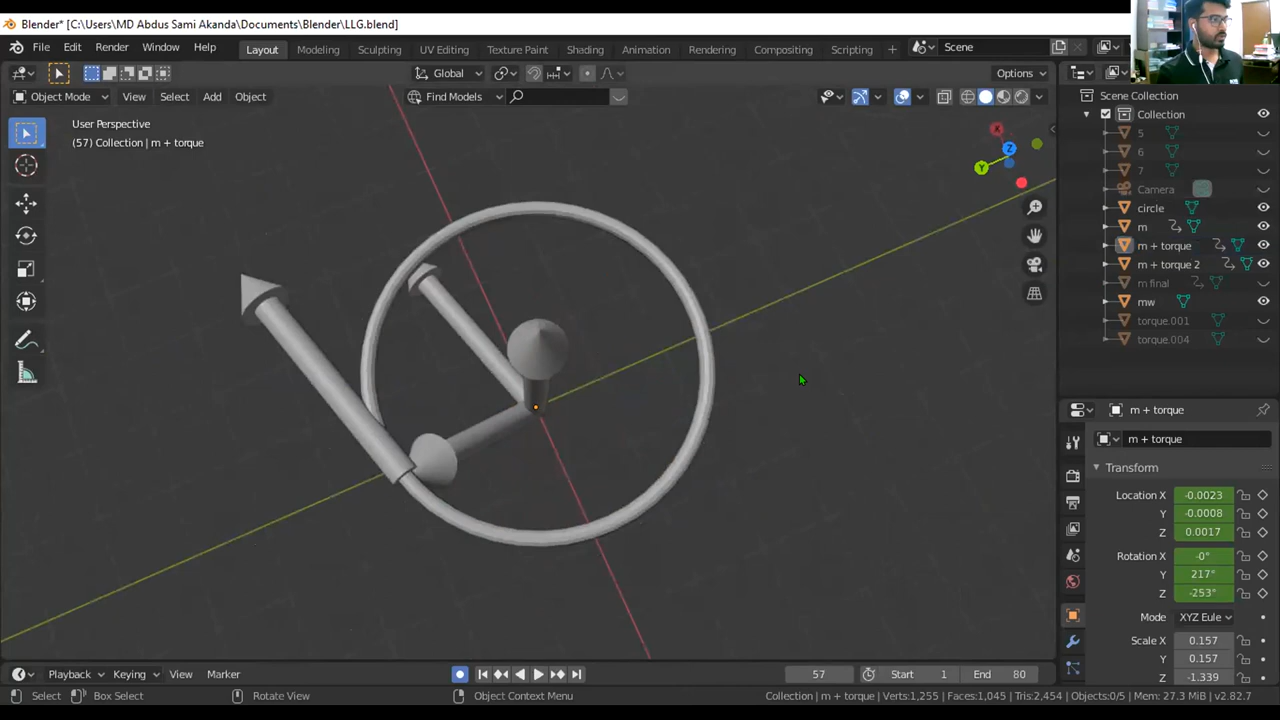 Blender* [C:\Users\MD Abdus Sami Akanda\Documents\Blender\LLG.blend]
File Edit Render Window Help
Layout Modeling Sculpting UV Editing Texture Paint Shading Animation Rendering Compositing Scripting + Scene
Global Options
Object Mode View Select Add Object Find Models
User Perspective
(57) Collection | m + torque
X
Y
Z
Scene Collection
Collection
5
6
7
Camera
circle
m
m + torque
m + torque 2
m final
mw
torque.001
torque.004
m + torque
m + torque
Transform
Location X -0.0023
Y -0.0008
Z 0.0017
Rotation X -0°
Y 217°
Z -253°
Mode XYZ Eule
Scale X 0.157
Y 0.157
Z -1.339
Playback Keying View Marker 57 Start 1 End 80
Select Box Select Rotate View Object Context Menu Collection | m + torque | Verts:1,255 | Faces:1,045 | Tris:2,454 | Objects:0/5 | Mem: 27.3 MiB | v2.82.7